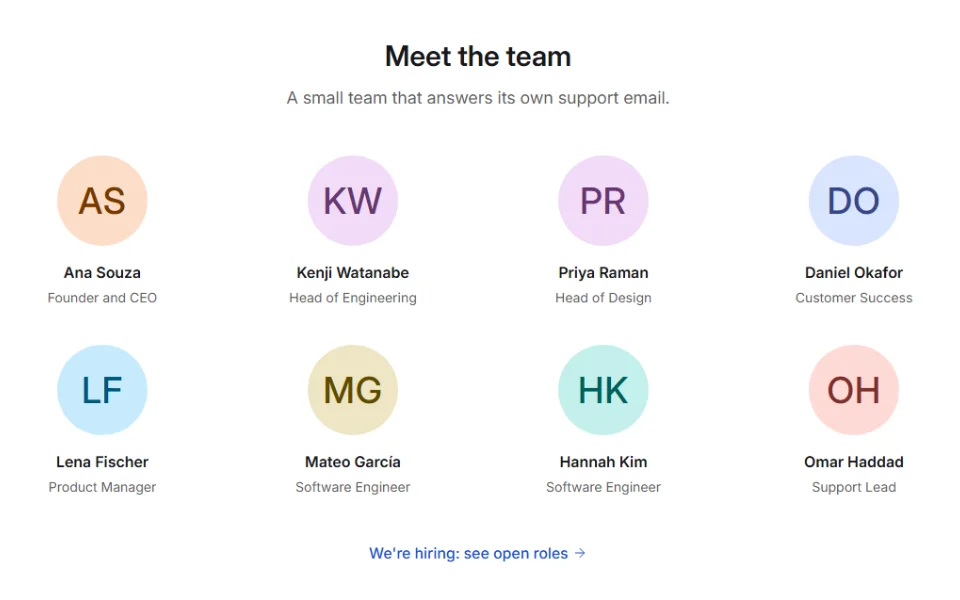 Meet the team
A small team that answers its own support email.
AS
KW
PR
DO
Ana Souza
Kenji Watanabe
Priya Raman
Daniel Okafor
Founder and CEO
Head of Engineering
Head of Design
Customer Success
LF
MG
HK
OH
Lena Fischer
Mateo García
Hannah Kim
Omar Haddad
Product Manager
Software Engineer
Software Engineer
Support Lead
We're hiring: see open roles →